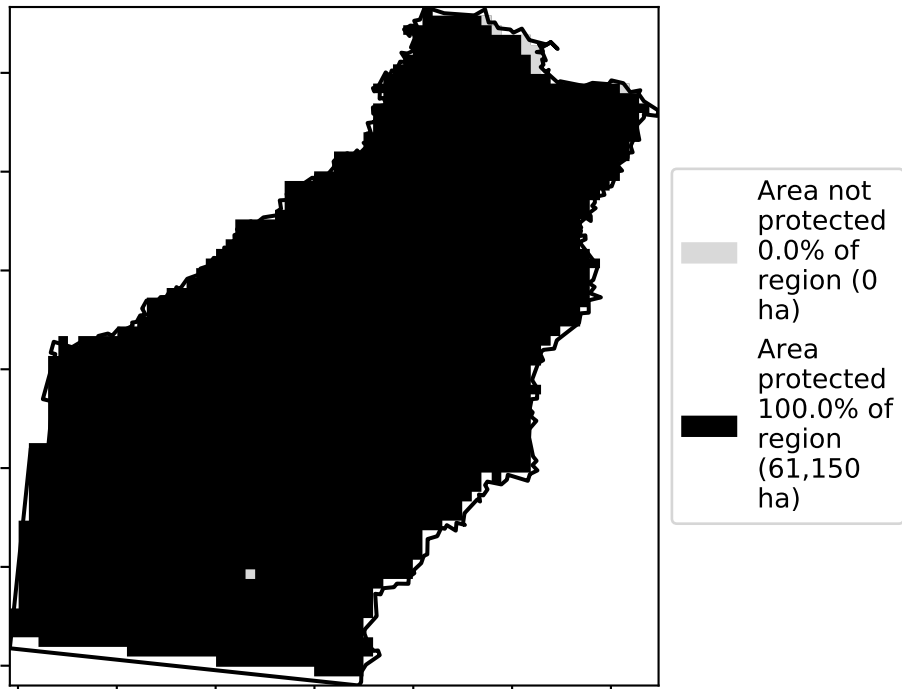 Area not
protected
0.0% of
region (0
ha)
Area
protected
100.0% of
region
(61,150
ha)